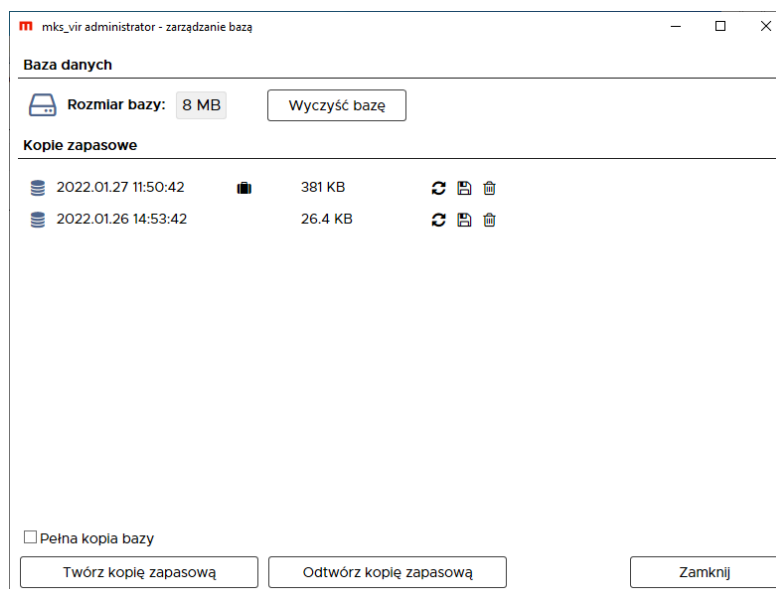 mks_vir administrator - zarządzanie bazą
Baza danych
Rozmiar bazy: 8 MB Wyczyść bazę
Kopie zapasowe
2022.01.27 11:50:42 381 KB
2022.01.26 14:53:42 26.4 KB
Pełna kopia bazy
Twórz kopię zapasową Odtwórz kopię zapasową Zamknij